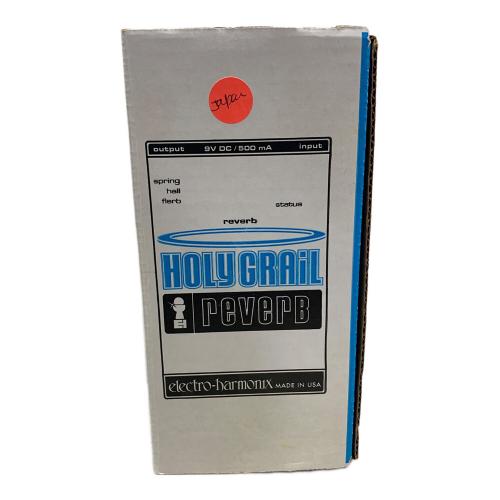 Japan
output 9V DC / 500 mA input
spring
hall
flerb
status
reverb
HOLY GRAiL
reverb
electro-harmonix MADE IN USA